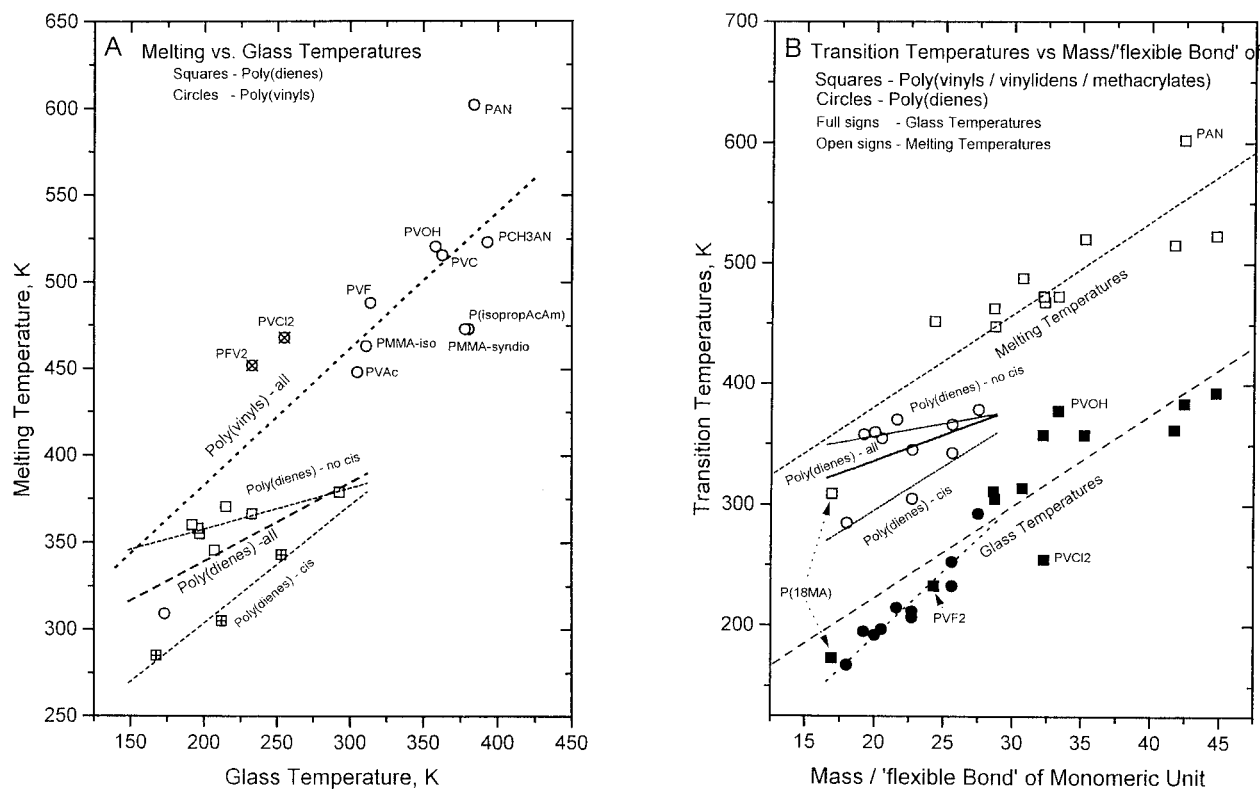 A Melting vs. Glass Temperatures
Squares - Poly(dienes)
Circles - Poly(vinyls)
650
600
550
500
450
400
350
300
250
Melting Temperature, K
PAN
PVOH
PCH3AN
PVC
PVF
P(isopropAcAm)
PVCl2
PMMA-iso
PMMA-syndio
PFV2
PVAc
Poly(vinyls) - all
Poly(dienes) - no cis
Poly(dienes) -all
Poly(dienes) - cis
150 200 250 300 350 400 450
Glass Temperature, K
B Transition Temperatures vs Mass/'flexible Bond' of
Squares - Poly(vinyls / vinylidens / methacrylates)
Circles - Poly(dienes)
Full signs - Glass Temperatures
Open signs - Melting Temperatures
700
600
500
400
300
200
Transition Temperatures, K
PAN
Melting Temperatures
Poly(dienes) - no cis
PVOH
Poly(dienes) - all
Poly(dienes) - cis
Glass Temperatures
PVCl2
P(18MA)
PVF2
15 20 25 30 35 40 45
Mass / 'flexible Bond' of Monomeric Unit